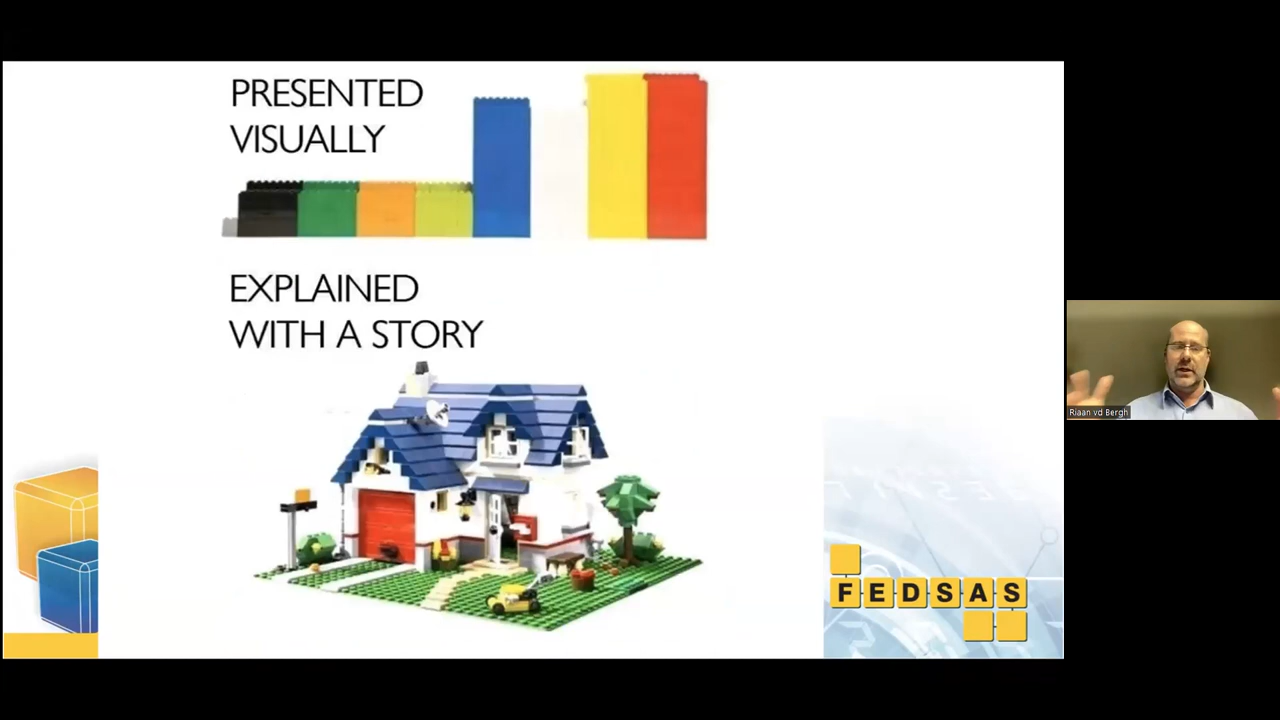 PRESENTED
VISUALLY
EXPLAINED
WITH A STORY
FEDSAS
Riaan vd Bergh